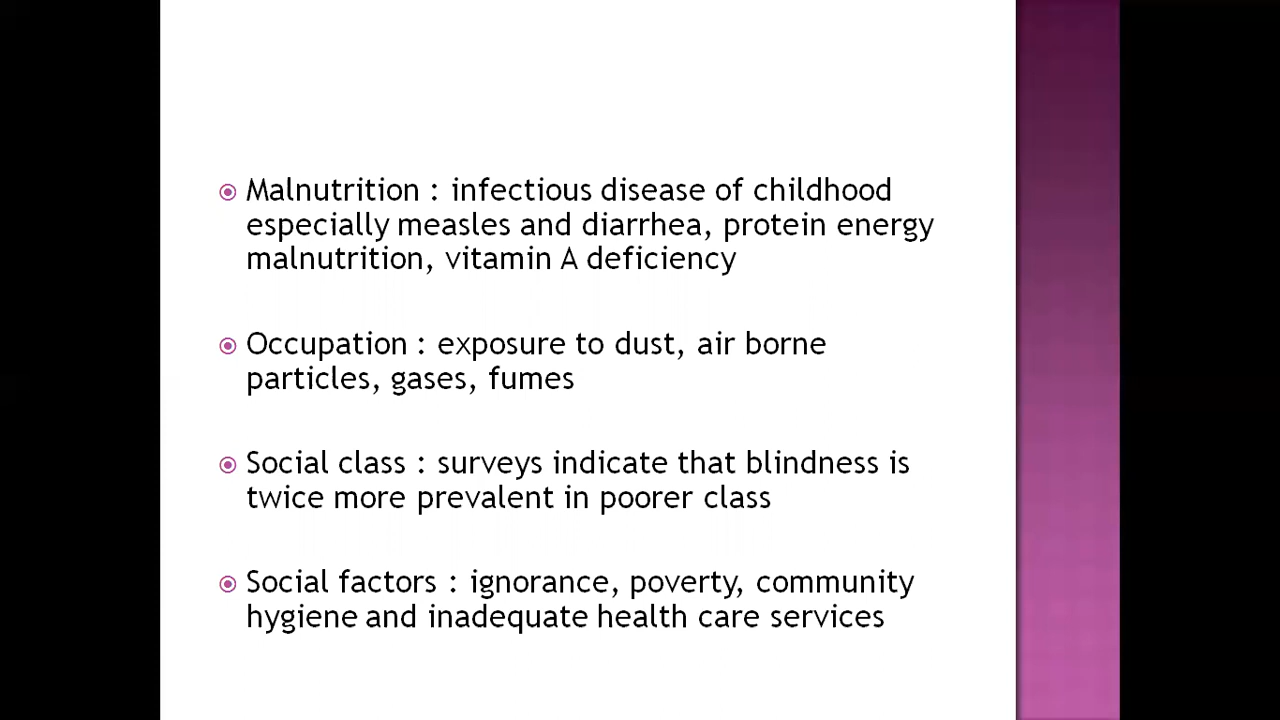 Malnutrition : infectious disease of childhood
especially measles and diarrhea, protein energy
malnutrition, vitamin A deficiency
Occupation : exposure to dust, air borne
particles, gases, fumes
Social class : surveys indicate that blindness is
twice more prevalent in poorer class
Social factors : ignorance, poverty, community
hygiene and inadequate health care services